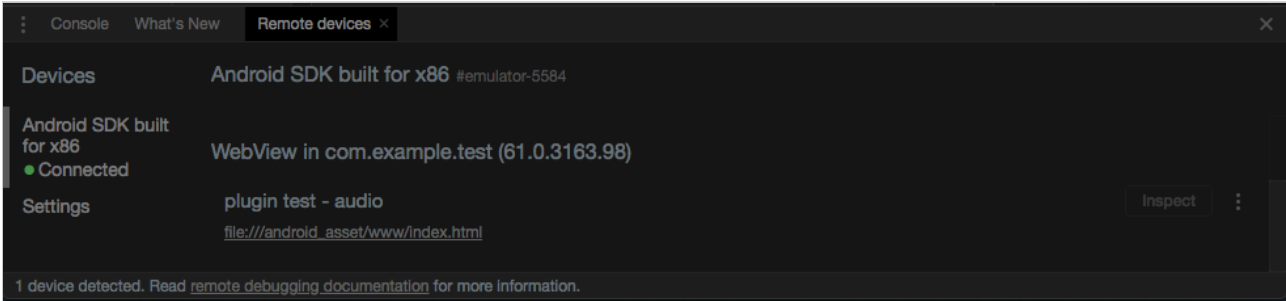 Console What's New Remote devices ×
Devices
Android SDK built for x86 #emulator-5584
Android SDK built
for x86
Connected
WebView in com.example.test (61.0.3163.98)
Settings
plugin test - audio
Inspect
file:///android_asset/www/index.html
1 device detected. Read remote debugging documentation for more information.